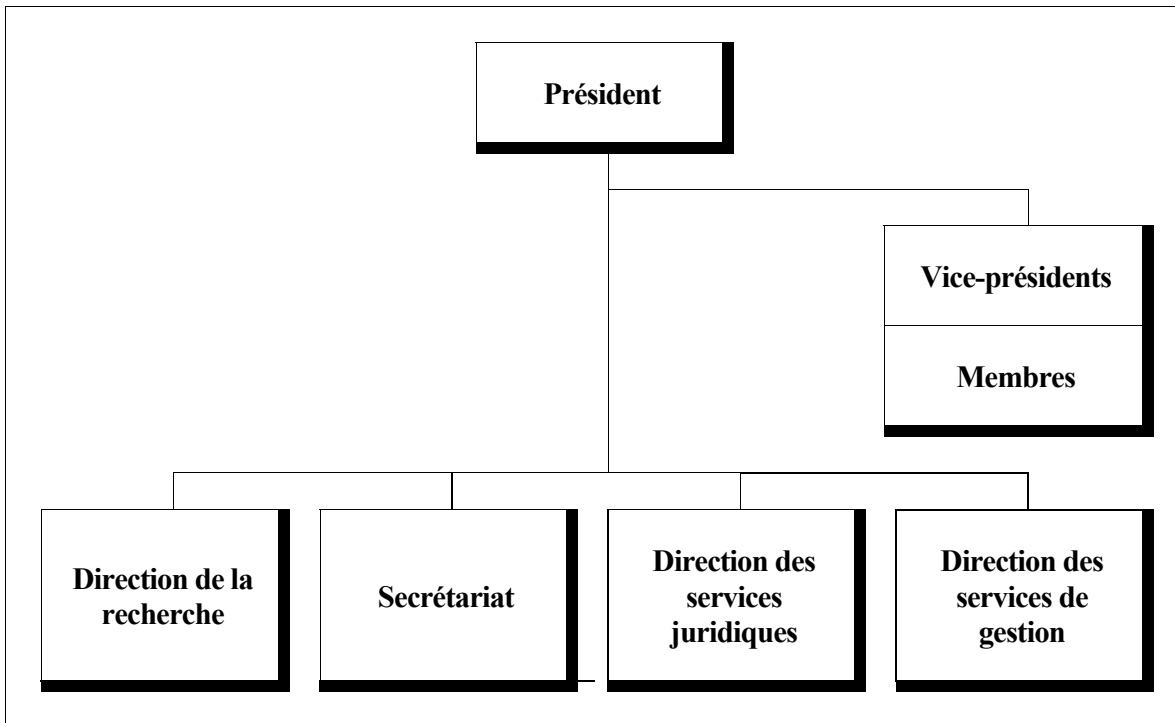 Président
Vice-présidents
Membres
Direction de la
recherche
Secrétariat
Direction des
services
juridiques
Direction des
services de
gestion